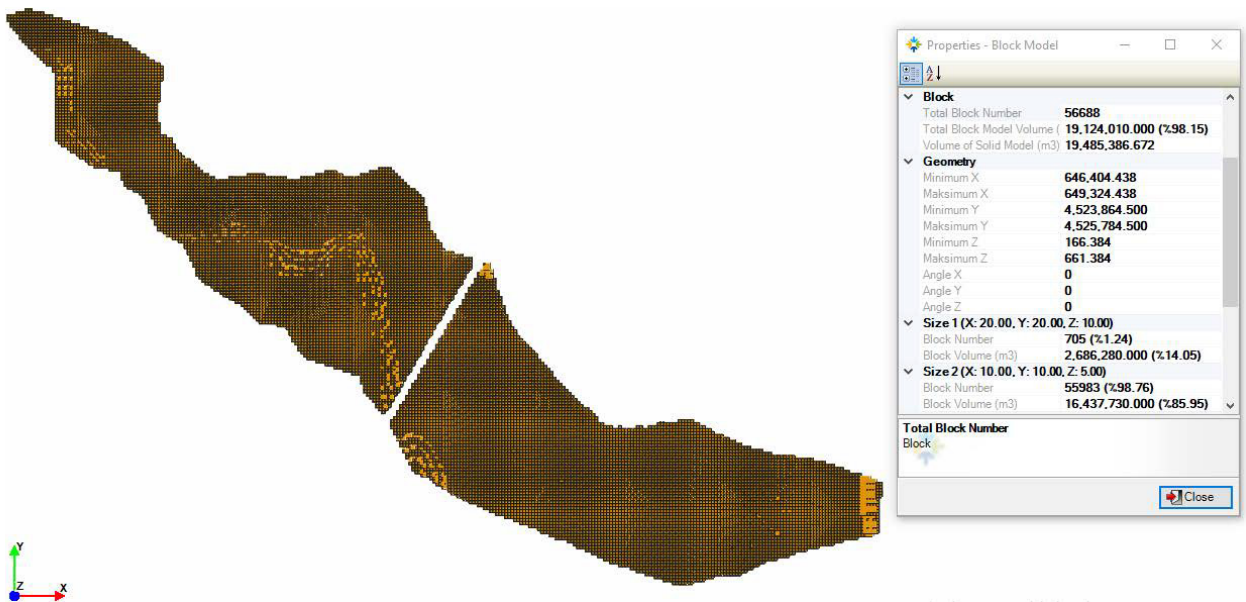 Properties - Block Model
A
Z
Block
Total Block Number 56688
Total Block Model Volume ( 19,124,010.000 (%98.15)
Volume of Solid Model (m3) 19,485,386.672
Geometry
Minimum X 646,404.438
Maksimum X 649,324.438
Minimum Y 4,523,864.500
Maksimum Y 4,525,784.500
Minimum Z 166.384
Maksimum Z 661.384
Angle X 0
Angle Y 0
Angle Z 0
Size 1 (X: 20.00, Y: 20.00, Z: 10.00)
Block Number 705 (%1.24)
Block Volume (m3) 2,686,280.000 (%14.05)
Size 2 (X: 10.00, Y: 10.00, Z: 5.00)
Block Number 55983 (%98.76)
Block Volume (m3) 16,437,730.000 (%85.95)
Total Block Number
Block
Close
Y
Z X